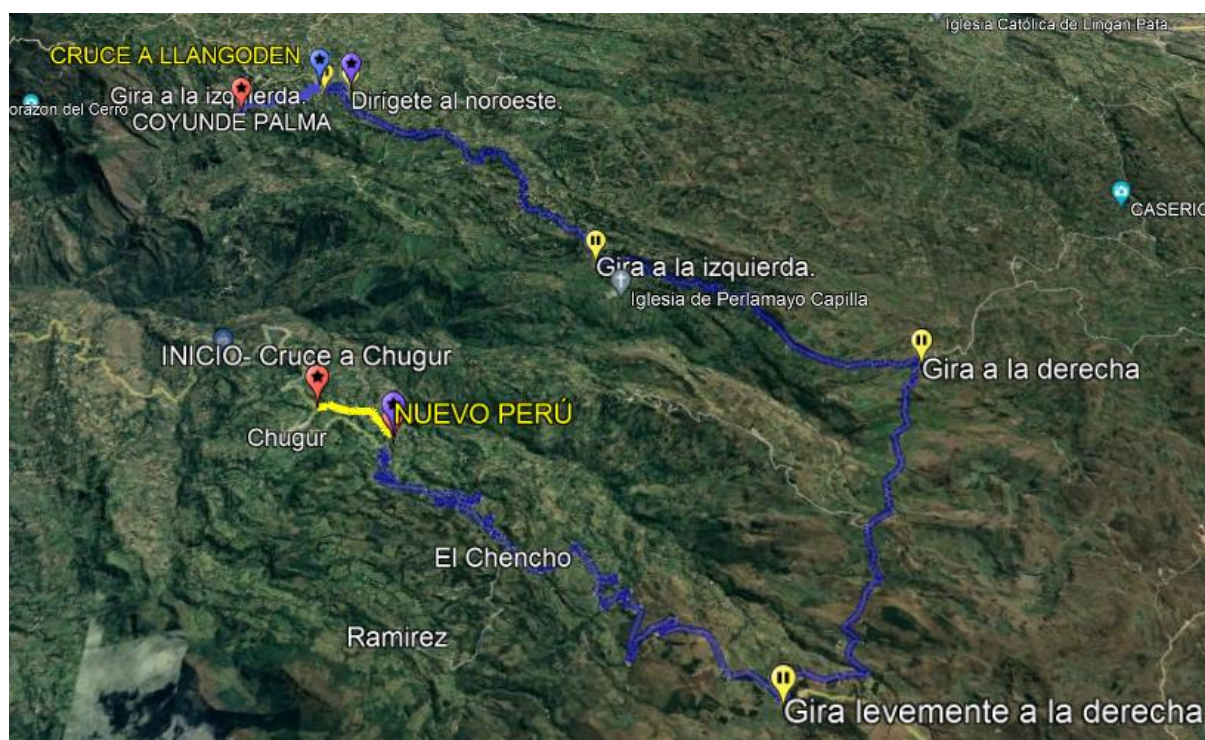 Iglesia Católica de Lingan Pata
CRUCE A LLANGODEN
Gira a la izquierda.
Dirígete al noroeste.
orazon del Cerro
COYUNDE PALMA
CASERIO
Gira a la izquierda.
Iglesia de Perlamayo Capilla
INICIO- Cruce a Chugur
Gira a la derecha
NUEVO PERÚ
Chugur
El Chencho
Ramirez
Gira levemente a la derecha